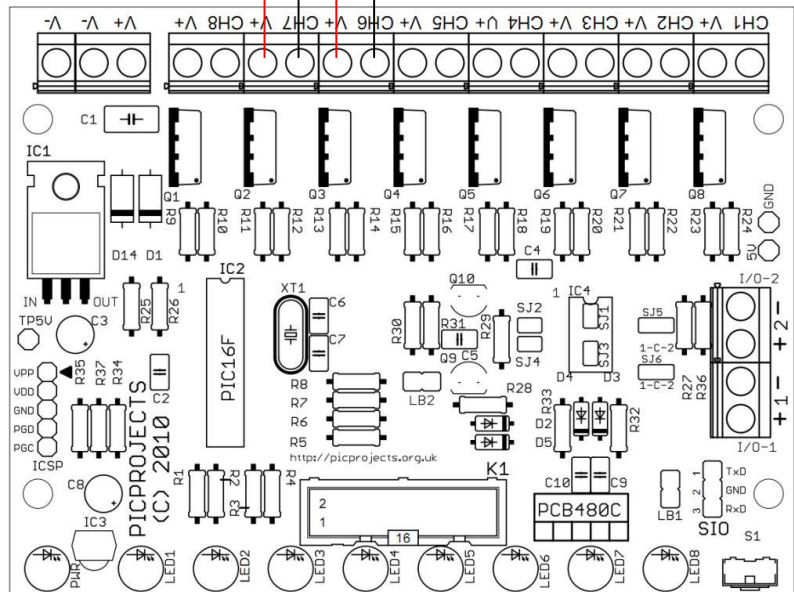 V- V- V+ V+ CH8 V+ CH7 V+ CH6 V+ CH5 V+ CH4 V+ CH3 V+ CH2 V+ CH1
C1
IC1
Q1 Q2 Q3 Q4 Q5 Q6 Q7 Q8
R9 R10 R11 R12 R13 R14 R15 R16 R17 R18 R19 R20 R21 R22 R23 R24
GND
5V
D14 D1
C4
IN OUT
TP5V
C3
1
R25 R26
IC2
PIC16F
XT1
C6
C7
Q10
R30 R31 R29
C5
Q9
SJ2
SJ4
1 IC4
SJ1
SJ3
D4 D3
SJ5
1-C-2
SJ6
1-C-2
R27 R36
I/O-2
+2-
+1-
I/O-1
VPP
VDD
GND
PGD
PGC
ICSP
R35 R37 R34
C2
R8
R7
R6
R5
LB2
R28
D2
D5
R33
R32
PICPROJECTS
(C) 2010
http://picprojects.org.uk
C8
R1 R2 R3 R4
K1
2
1
16
C10 C9
PCB480C
LB1
1 TxD
2 GND
3 RxD
SIO
S1
IC3
PWR LED1 LED2 LED3 LED4 LED5 LED6 LED7 LED8